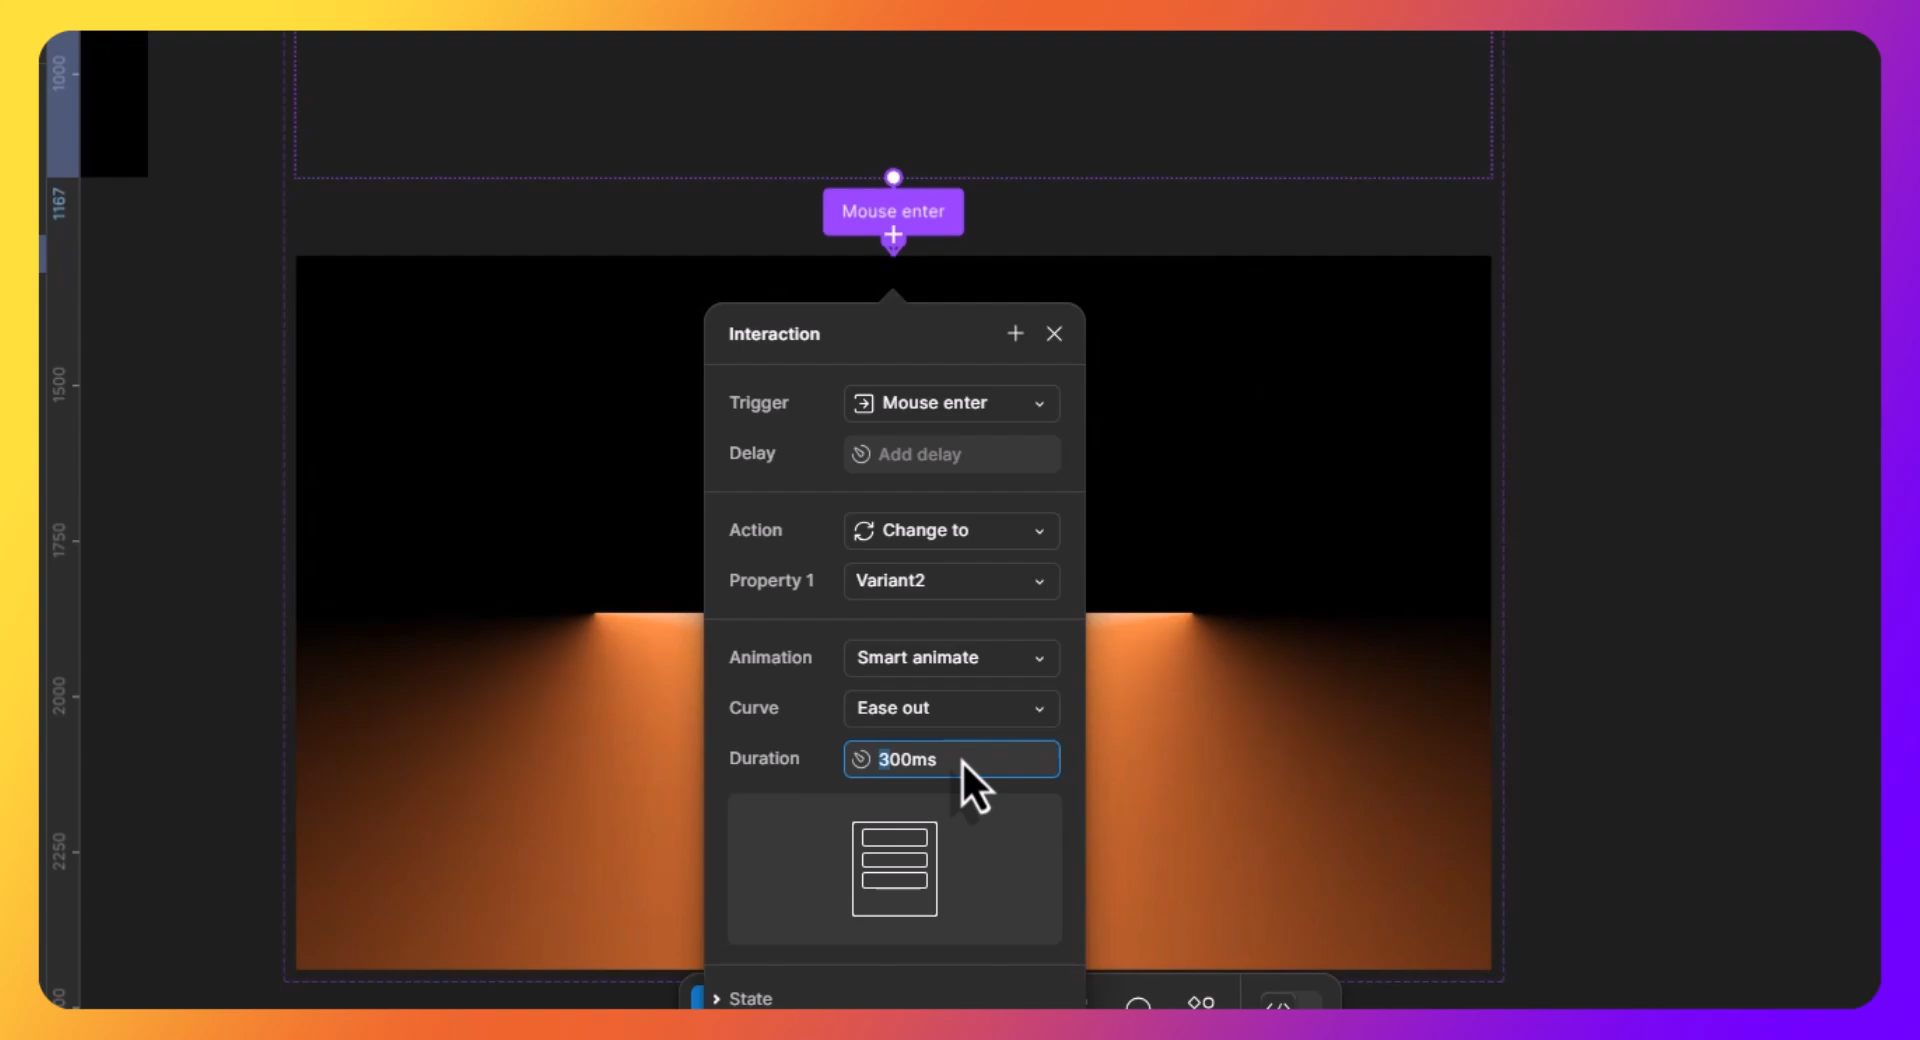 1000
1167
1500
1750
2000
2250
Mouse enter
Interaction
Trigger Mouse enter
Delay Add delay
Action Change to
Property 1 Variant2
Animation Smart animate
Curve Ease out
Duration 300ms
State